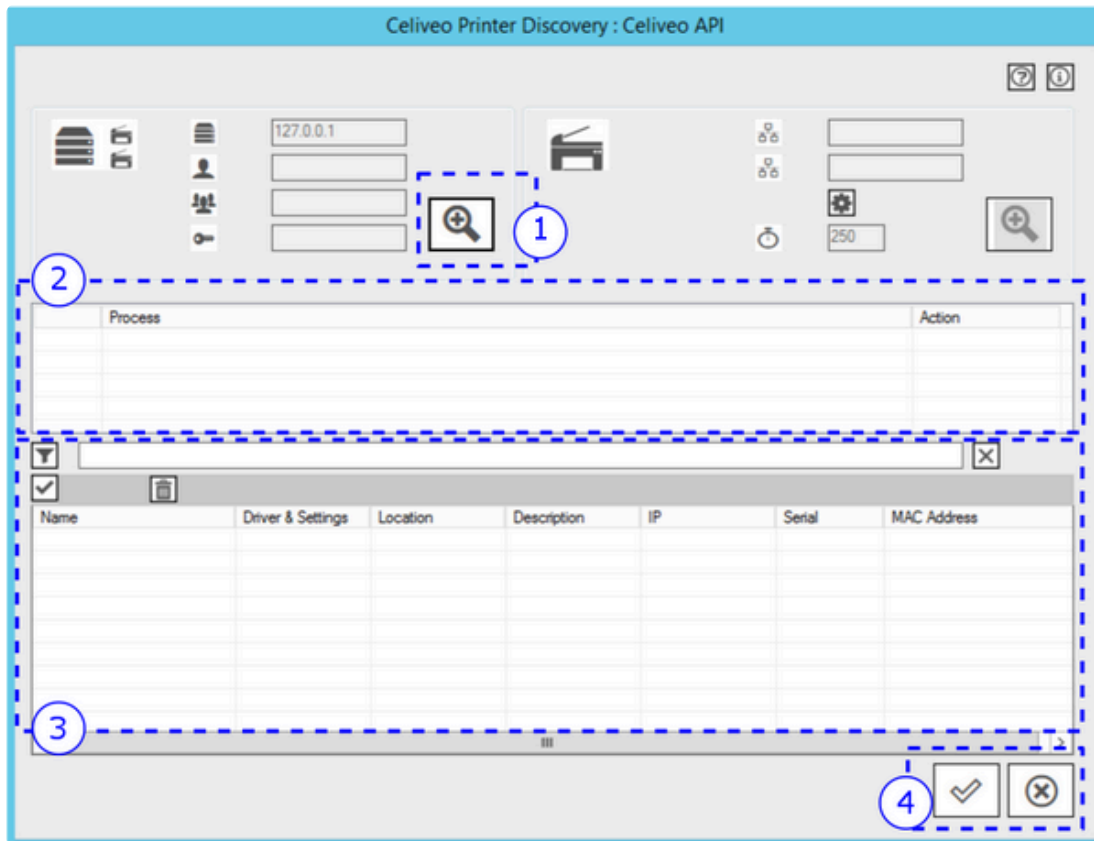 Celiveo Printer Discovery : Celiveo API
127.0.0.1
1
250
2
Process Action
Name Driver & Settings Location Description IP Serial MAC Address
3
4